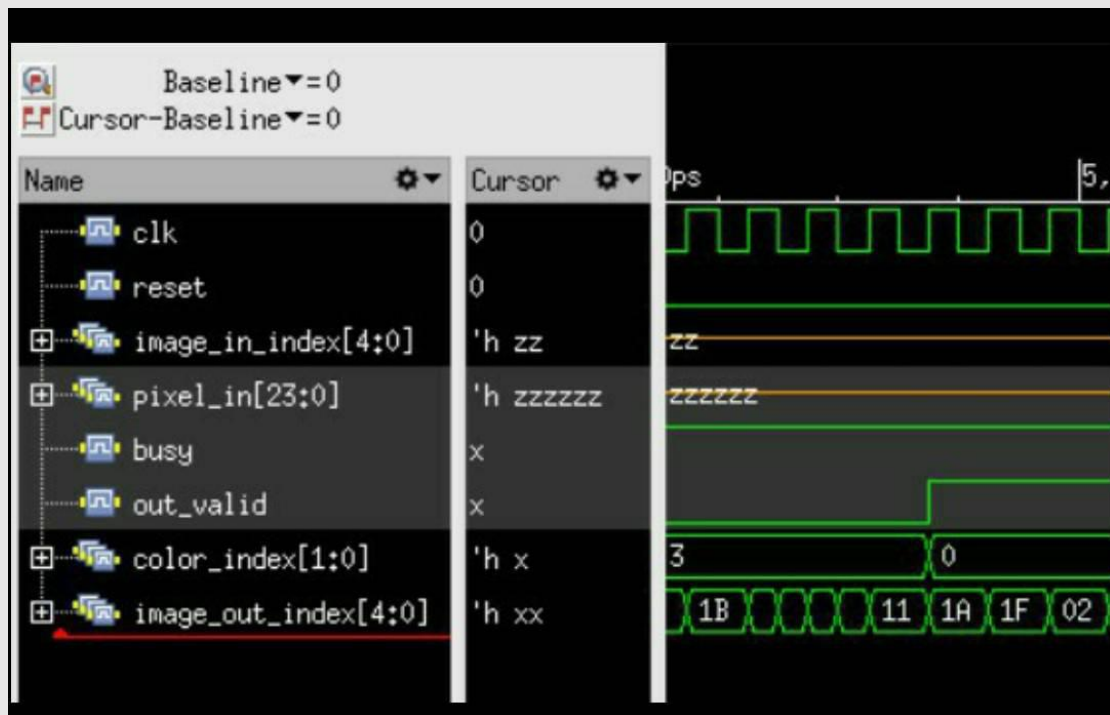 Baseline▼=0
Cursor-Baseline▼=0
Name Cursor 0ps 5,
clk 0
reset 0
image_in_index[4:0] 'h zz zz
pixel_in[23:0] 'h zzzzzz zzzzzz
busy x
out_valid x
color_index[1:0] 'h x 3 0
image_out_index[4:0] 'h xx 1B 11 1A 1F 02